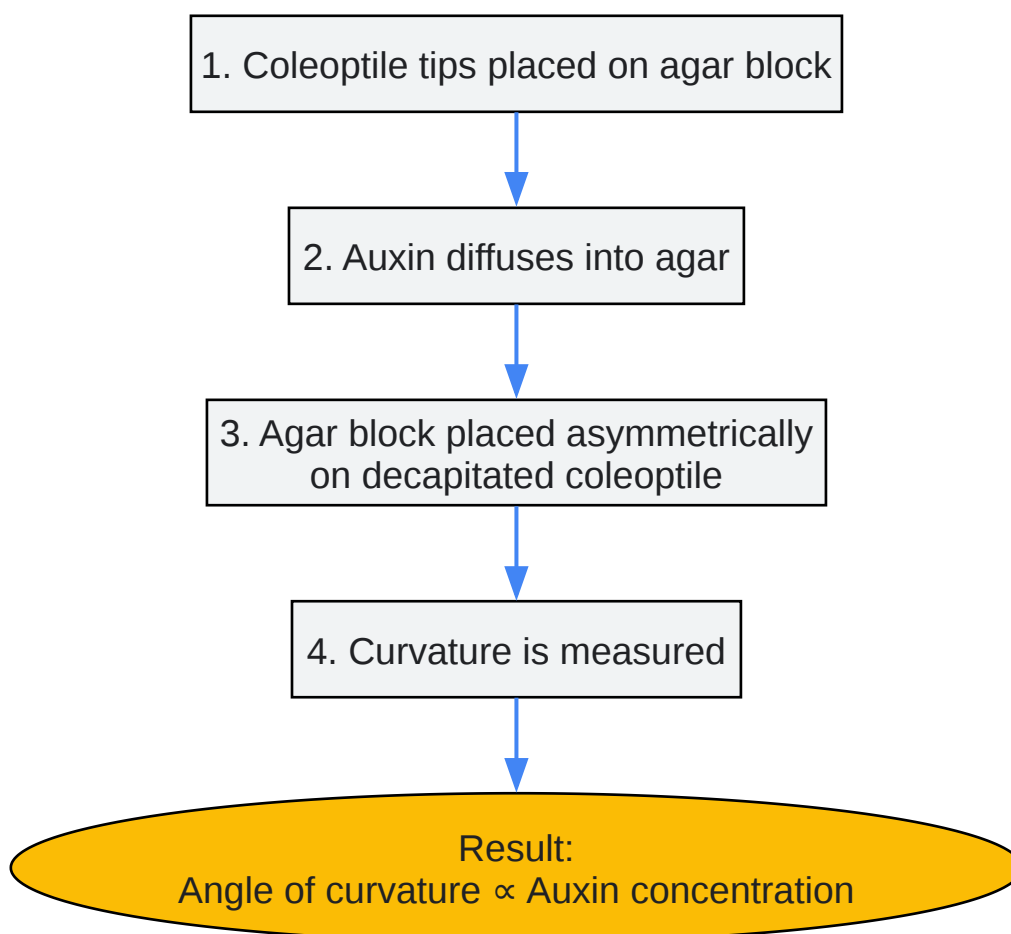 1. Coleoptile tips placed on agar block
2. Auxin diffuses into agar
3. Agar block placed asymmetrically
on decapitated coleoptile
4. Curvature is measured
Result:
Angle of curvature ∝ Auxin concentration